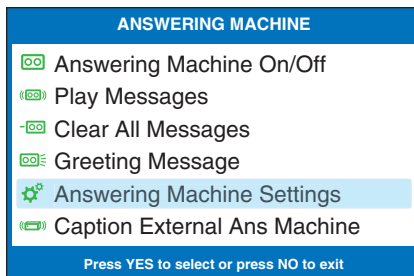 ANSWERING MACHINE
Answering Machine On/Off
Play Messages
Clear All Messages
Greeting Message
Answering Machine Settings
Caption External Ans Machine
Press YES to select or press NO to exit